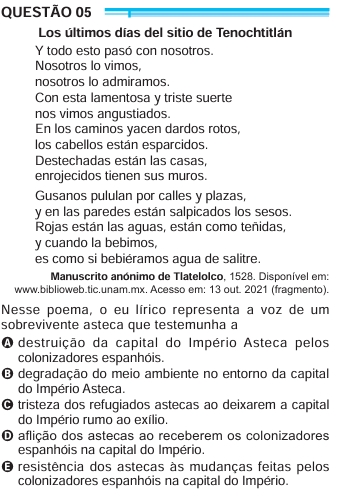 QUESTÃO 05
Los últimos días del sitio de Tenochtitlán
Y todo esto pasó con nosotros.
Nosotros lo vimos,
nosotros lo admiramos.
Con esta lamentosa y triste suerte
nos vimos angustiados.
En los caminos yacen dardos rotos,
los cabellos están esparcidos.
Destechadas están las casas,
enrojecidos tienen sus muros.
Gusanos pululan por calles y plazas,
y en las paredes están salpicados los sesos.
Rojas están las aguas, están como teñidas,
y cuando la bebimos,
es como si bebiéramos agua de salitre.
Manuscrito anónimo de Tlatelolco, 1528. Disponível em:
www.biblioweb.tic.unam.mx. Acesso em: 13 out. 2021 (fragmento).
Nesse poema, o eu lírico representa a voz de um
sobrevivente asteca que testemunha a
A destruição da capital do Império Asteca pelos
colonizadores espanhóis.
B degradação do meio ambiente no entorno da capital
do Império Asteca.
C tristeza dos refugiados astecas ao deixarem a capital
do Império rumo ao exílio.
D aflição dos astecas ao receberem os colonizadores
espanhóis na capital do Império.
E resistência dos astecas às mudanças feitas pelos
colonizadores espanhóis na capital do Império.